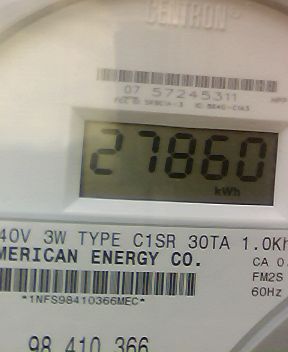 CENTRON®
07 57245311
27860
kWh
40V 3W TYPE C1SR 30TA 1.0Kh
MERICAN ENERGY CO.
CA 0.
FM2S
*1NFS98410366MEC*
60Hz
98 410 366